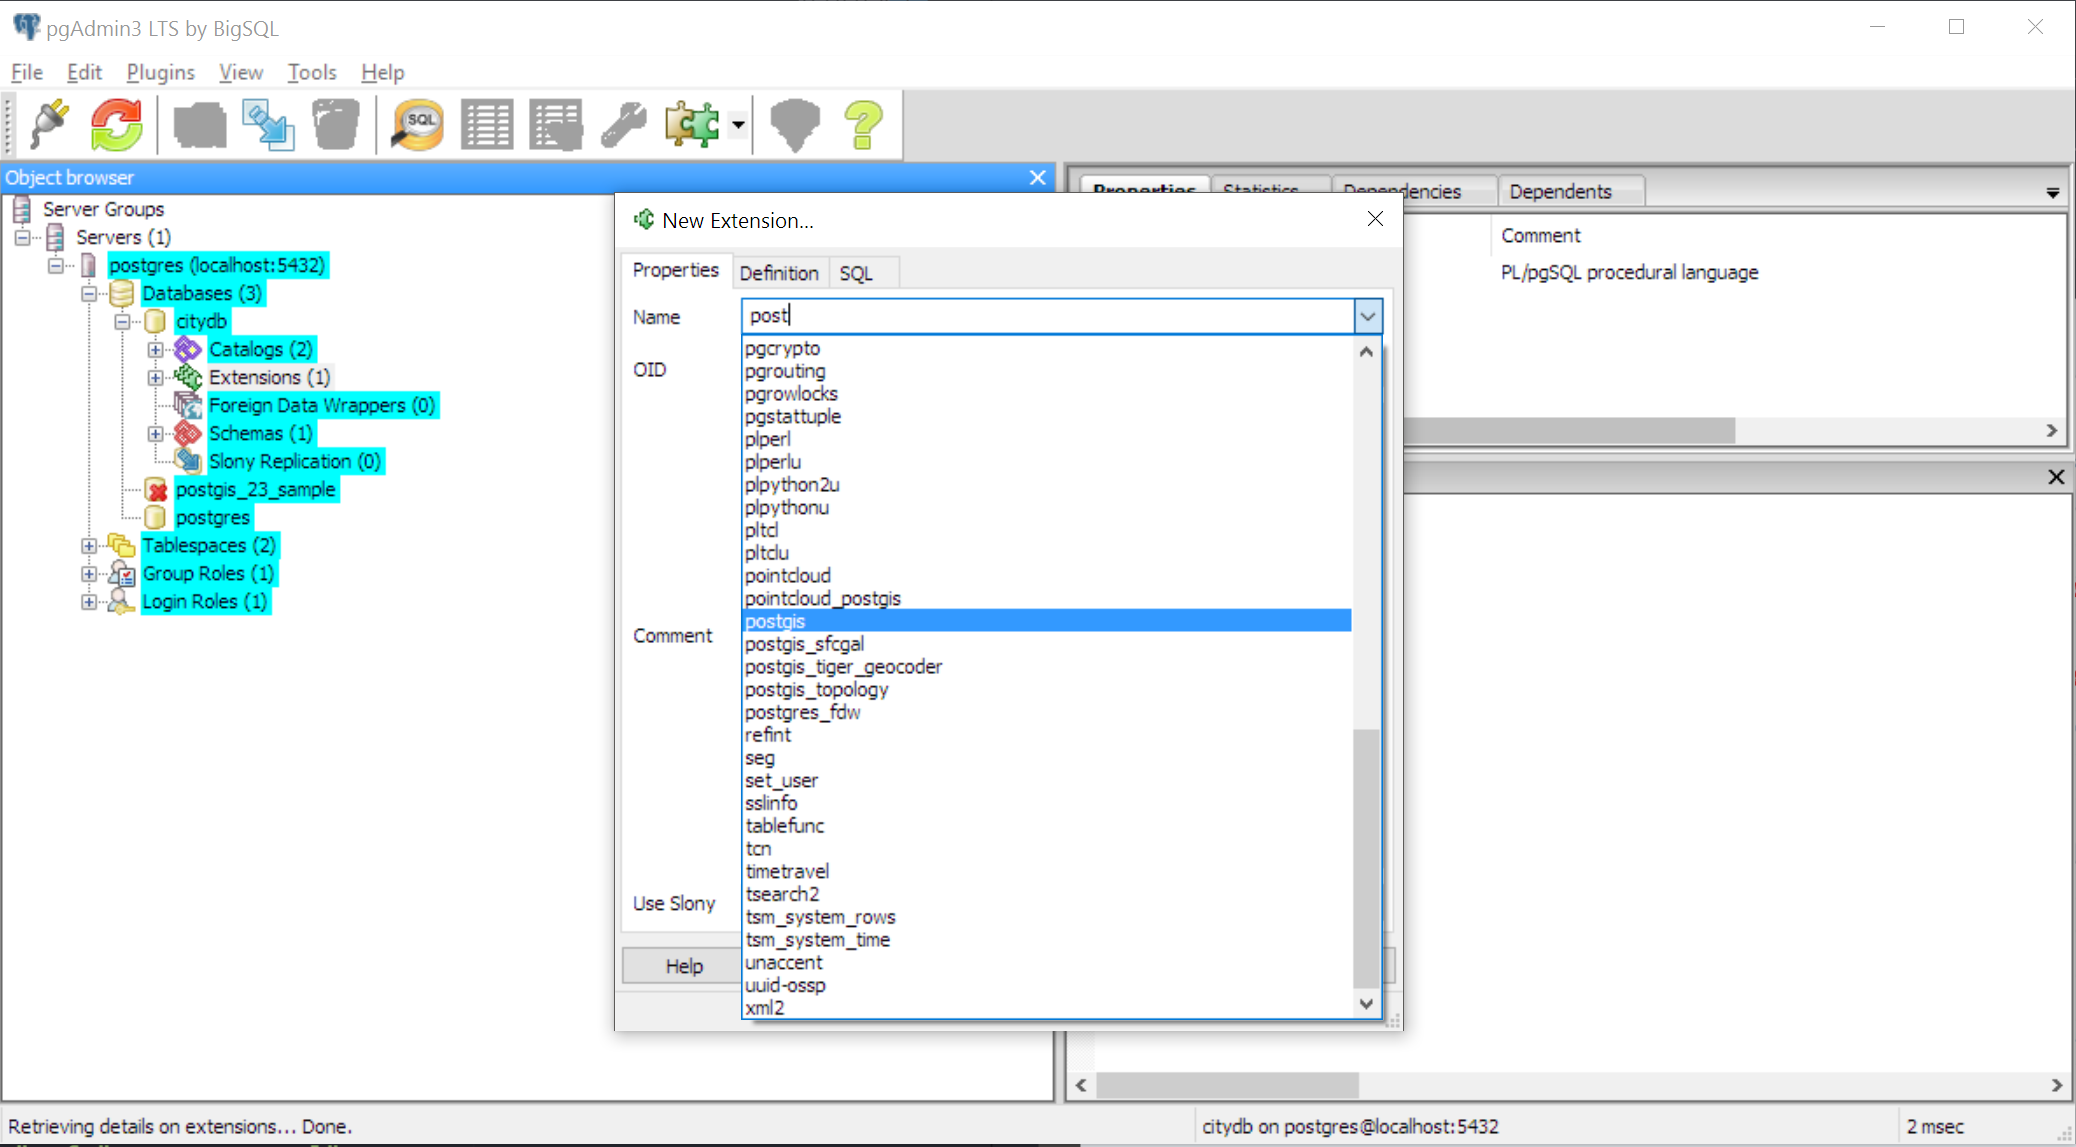 pgAdmin3 LTS by BigSQL
File Edit Plugins View Tools Help
SQL
Object browser
Server Groups
Servers (1)
postgres (localhost:5432)
Databases (3)
citydb
Catalogs (2)
Extensions (1)
Foreign Data Wrappers (0)
Schemas (1)
Slony Replication (0)
postgis_23_sample
postgres
Tablespaces (2)
Group Roles (1)
Login Roles (1)
Properties Statistics Dependencies Dependents
Comment
PL/pgSQL procedural language
New Extension...
Properties Definition SQL
Name post
OID
Comment
Use Slony
Help
pgcrypto
pgrouting
pgrowlocks
pgstattuple
plperl
plperlu
plpython2u
plpythonu
pltcl
pltclu
pointcloud
pointcloud_postgis
postgis
postgis_sfcgal
postgis_tiger_geocoder
postgis_topology
postgres_fdw
refint
seg
set_user
sslinfo
tablefunc
tcn
timetravel
tsearch2
tsm_system_rows
tsm_system_time
unaccent
uuid-ossp
xml2
Retrieving details on extensions... Done.
citydb on postgres@localhost:5432
2 msec